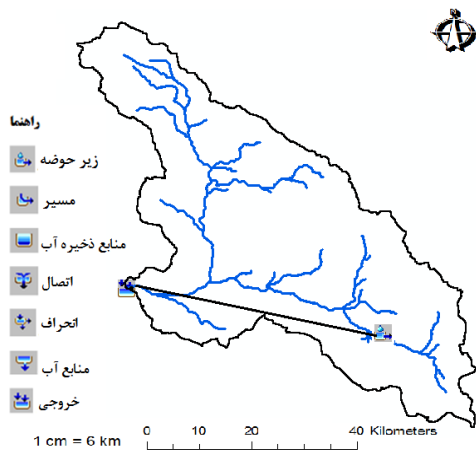 راهنما
زیر حوضه
مسیر
منابع ذخیره آب
اتصال
انحراف
منابع آب
خروجی
1 cm = 6 km
0 10 20 40 Kilometers